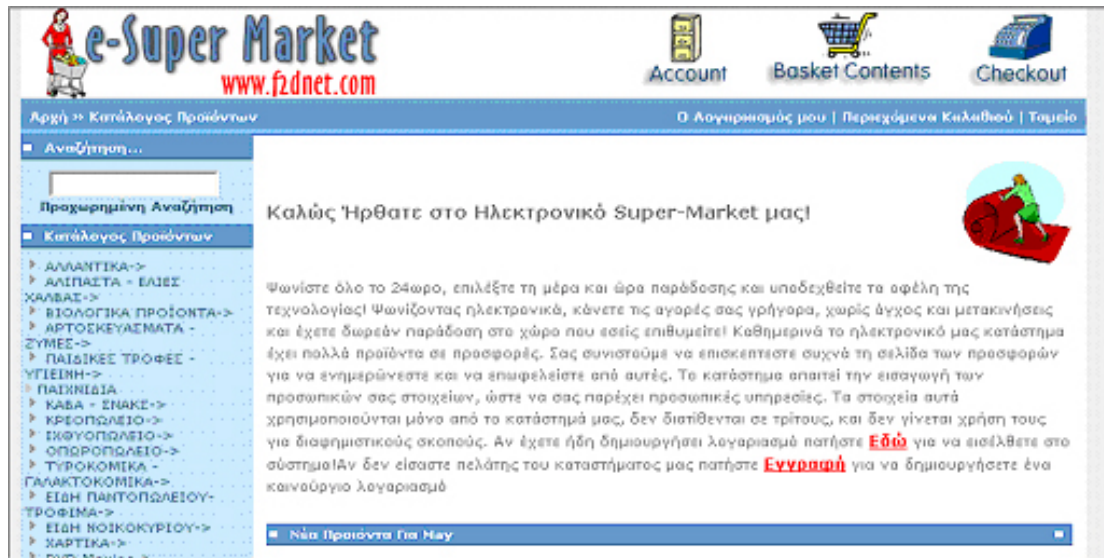 e-Super Market
www.f2dnet.com
Account
Basket Contents
Checkout
Αρχή » Κατάλογος Προϊόντων
Ο Λογαριασμός μου | Περιεχόμενα Καλαθιού | Ταμείο
Αναζήτηση...
Προχωρημένη Αναζήτηση
Κατάλογος Προϊόντων
ΑΛΛΑΝΤΙΚΑ->
ΑΛΙΠΑΣΤΑ - ΕΛΙΕΣ
ΧΑΛΒΑΣ->
ΒΙΟΛΟΓΙΚΑ ΠΡΟΪΟΝΤΑ->
ΑΡΤΟΣΚΕΥΑΣΜΑΤΑ -
ΖΥΜΕΣ->
ΠΑΙΔΙΚΕΣ ΤΡΟΦΕΣ -
ΥΓΙΕΙΝΗ->
ΠΑΙΧΝΙΔΙΑ
ΚΑΒΑ - ΣΝΑΚΣ->
ΚΡΕΟΠΩΛΕΙΟ->
ΙΧΘΥΟΠΩΛΕΙΟ->
ΟΠΩΡΟΠΩΛΕΙΟ->
ΤΥΡΟΚΟΜΙΚΑ -
ΓΑΛΑΚΤΟΚΟΜΙΚΑ->
ΕΙΔΗ ΠΑΝΤΟΠΩΛΕΙΟΥ-
ΤΡΟΦΙΜΑ->
ΕΙΔΗ ΝΟΙΚΟΚΥΡΙΟΥ->
ΧΑΡΤΙΚΑ->
Καλώς Ήρθατε στο Ηλεκτρονικό Super-Market μας!
Ψωνίστε όλο το 24ωρο, επιλέξτε τη μέρα και ώρα παράδοσης και υποδεχθείτε τα οφέλη της
τεχνολογίας! Ψωνίζοντας ηλεκτρονικά, κάνετε τις αγορές σας γρήγορα, χωρίς άγχος και μετακινήσεις
και έχετε δωρεάν παράδοση στο χώρο που εσείς επιθυμείτε! Καθημερινά το ηλεκτρονικό μας κατάστημα
έχει πολλά προϊόντα σε προσφορές. Σας συνιστούμε να επισκεπτεστε συχνά τη σελίδα των προσφορών
για να ενημερώνεστε και να επωφελείστε από αυτές. Το κατάστημα απαιτεί την εισαγωγή των
προσωπικών σας στοιχείων, ώστε να σας παρέχει προσωπικές υπηρεσίες. Τα στοιχεία αυτά
χρησιμοποιούνται μόνο από το κατάστημά μας, δεν διατίθενται σε τρίτους, και δεν γίνεται χρήση τους
για διαφημιστικούς σκοπούς. Αν έχετε ήδη δημιουργήσει λογαριασμό πατήστε Εδώ για να εισέλθετε στο
σύστημα!Αν δεν είσαστε πελάτης του καταστήματος μας πατήστε Εγγραφή για να δημιουργήσετε ένα
καινούργιο λογαριασμό
Νέα Προϊόντα Για May